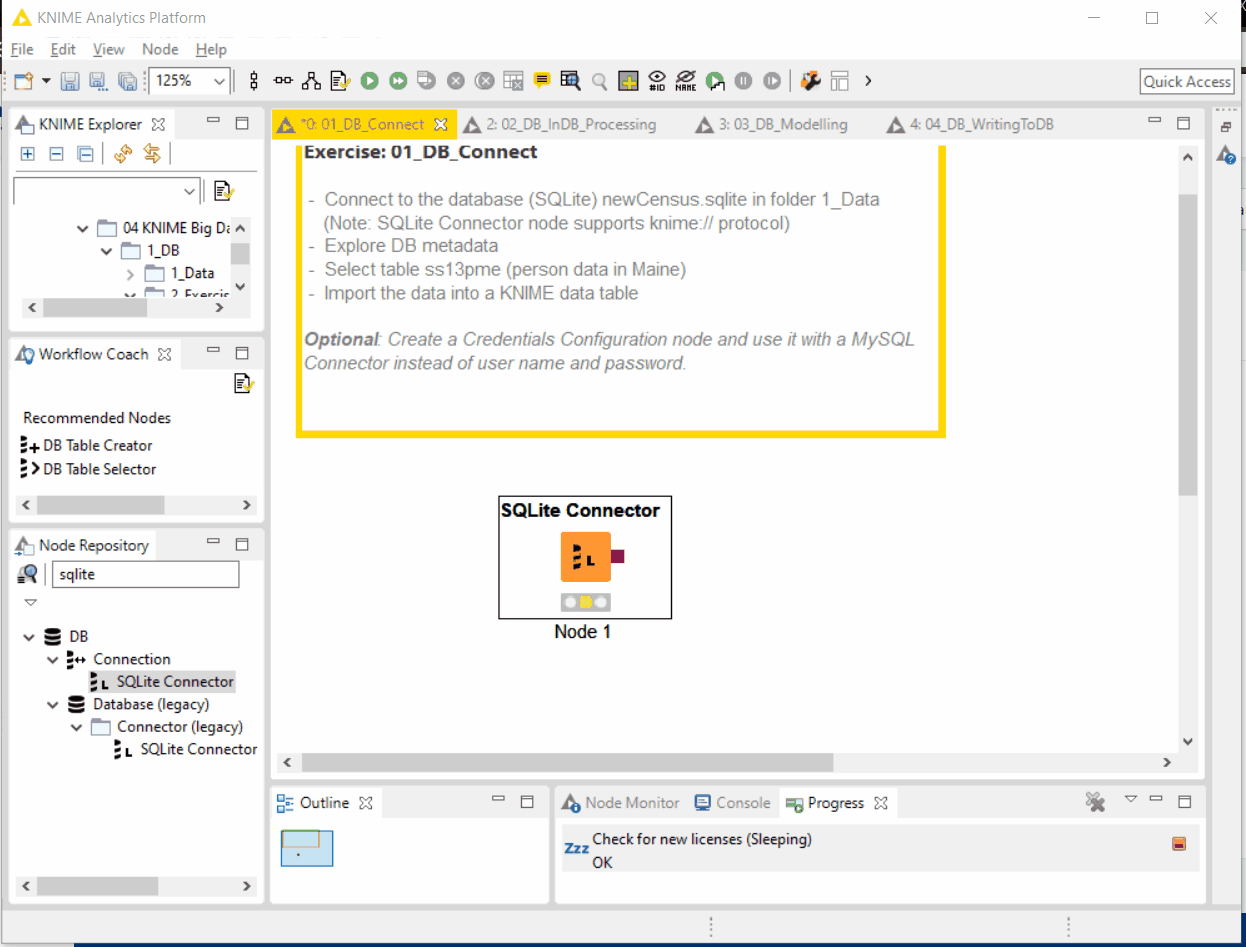 KNIME Analytics Platform
File Edit View Node Help
125%
#ID
NAME
Quick Access
KNIME Explorer
04 KNIME Big Da
1_DB
1_Data
2_Exercis
Workflow Coach
Recommended Nodes
DB Table Creator
DB Table Selector
Node Repository
sqlite
DB
Connection
SQLite Connector
Database (legacy)
Connector (legacy)
SQLite Connector
*0: 01_DB_Connect
2: 02_DB_InDB_Processing
3: 03_DB_Modelling
4: 04_DB_WritingToDB
Exercise: 01_DB_Connect
- Connect to the database (SQLite) newCensus.sqlite in folder 1_Data
(Note: SQLite Connector node supports knime:// protocol)
- Explore DB metadata
- Select table ss13pme (person data in Maine)
- Import the data into a KNIME data table
Optional: Create a Credentials Configuration node and use it with a MySQL
Connector instead of user name and password.
SQLite Connector
L
Node 1
Outline
Node Monitor
Console
Progress
Zzz
Check for new licenses (Sleeping)
OK